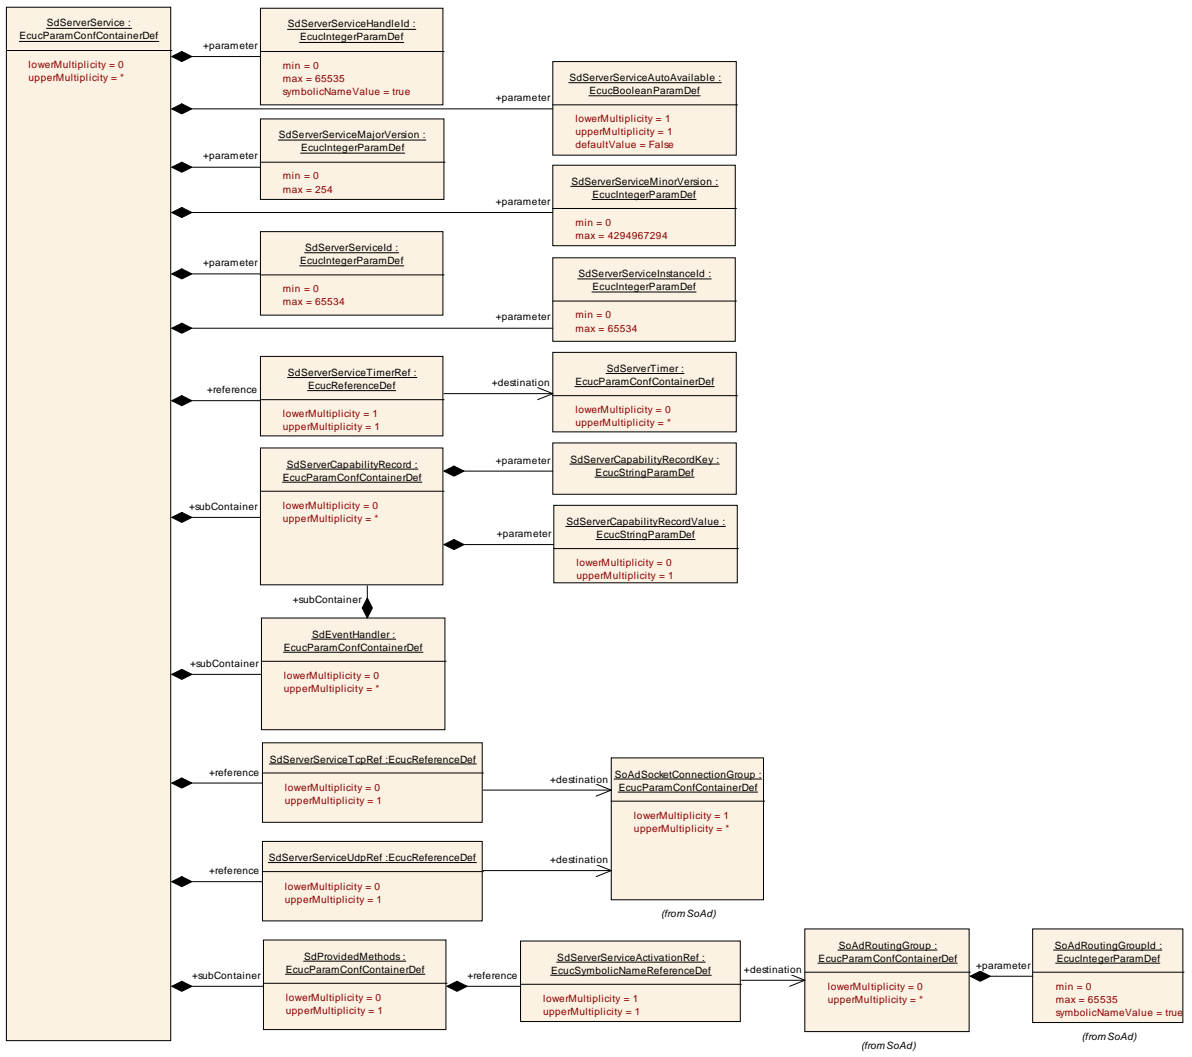 SdServerService :
EcucParamConfContainerDef
lowerMultiplicity = 0
upperMultiplicity = *
+parameter
SdServerServiceHandleId :
EcucIntegerParamDef
min = 0
max = 65535
symbolicNameValue = true
+parameter
SdServerServiceAutoAvailable :
EcucBooleanParamDef
lowerMultiplicity = 1
upperMultiplicity = 1
defaultValue = False
+parameter
SdServerServiceMajorVersion :
EcucIntegerParamDef
min = 0
max = 254
+parameter
SdServerServiceMinorVersion :
EcucIntegerParamDef
min = 0
max = 4294967294
+parameter
SdServerServiceId :
EcucIntegerParamDef
min = 0
max = 65534
+parameter
SdServerServiceInstanceId :
EcucIntegerParamDef
min = 0
max = 65534
+reference
SdServerServiceTimerRef :
EcucReferenceDef
lowerMultiplicity = 1
upperMultiplicity = 1
+destination
SdServerTimer :
EcucParamConfContainerDef
lowerMultiplicity = 0
upperMultiplicity = *
+subContainer
SdServerCapabilityRecord :
EcucParamConfContainerDef
lowerMultiplicity = 0
upperMultiplicity = *
+parameter
SdServerCapabilityRecordKey :
EcucStringParamDef
+parameter
SdServerCapabilityRecordValue :
EcucStringParamDef
lowerMultiplicity = 0
upperMultiplicity = 1
+subContainer
+subContainer
SdEventHandler :
EcucParamConfContainerDef
lowerMultiplicity = 0
upperMultiplicity = *
+reference
SdServerServiceTcpRef :EcucReferenceDef
lowerMultiplicity = 0
upperMultiplicity = 1
+destination
SoAdSocketConnectionGroup :
EcucParamConfContainerDef
lowerMultiplicity = 1
upperMultiplicity = *
(from SoAd)
+reference
SdServerServiceUdpRef :EcucReferenceDef
lowerMultiplicity = 0
upperMultiplicity = 1
+destination
+subContainer
SdProvidedMethods :
EcucParamConfContainerDef
lowerMultiplicity = 0
upperMultiplicity = 1
+reference
SdServerServiceActivationRef :
EcucSymbolicNameReferenceDef
lowerMultiplicity = 1
upperMultiplicity = 1
+destination
SoAdRoutingGroup :
EcucParamConfContainerDef
lowerMultiplicity = 0
upperMultiplicity = *
(from SoAd)
+parameter
SoAdRoutingGroupId :
EcucIntegerParamDef
min = 0
max = 65535
symbolicNameValue = true
(from SoAd)